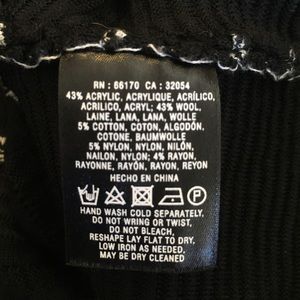 RN : 66170 CA : 32054
43% ACRYLIC, ACRYLIQUE, ACRÍLICO,
ACRILICO, ACRYL; 43% WOOL,
LAINE, LANA, LANA, WOLLE
5% COTTON, COTON, ALGODÓN.
COTONE, BAUMWOLLE
5% NYLON, NYLON, NILÓN,
NAILON, NYLON; 4% RAYON,
RAYONNE, RAYÓN, RAYON, REYON
HECHO EN CHINA
HAND WASH COLD SEPARATELY.
DO NOT WRING OR TWIST.
DO NOT BLEACH.
RESHAPE LAY FLAT TO DRY.
LOW IRON AS NEEDED.
MAY BE DRY CLEANED